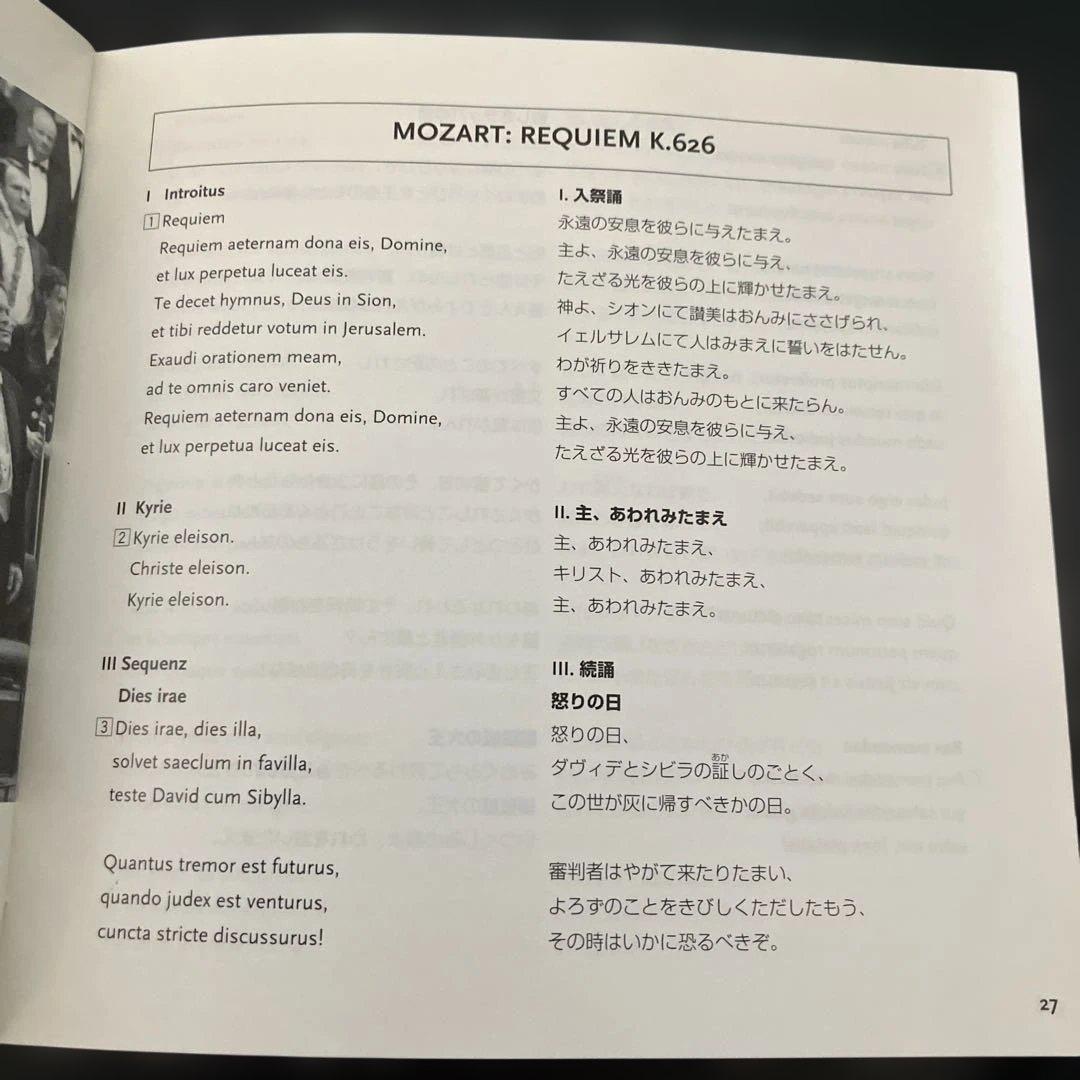 MOZART: REQUIEM K.626
I Introitus
1 Requiem
Requiem aeternam dona eis, Domine,
et lux perpetua luceat eis.
Te decet hymnus, Deus in Sion,
et tibi reddetur votum in Jerusalem.
Exaudi orationem meam,
ad te omnis caro veniet.
Requiem aeternam dona eis, Domine,
et lux perpetua luceat eis.
II Kyrie
2 Kyrie eleison.
Christe eleison.
Kyrie eleison.
III Sequenz
Dies irae
3 Dies irae, dies illa,
solvet saeclum in favilla,
teste David cum Sibylla.
Quantus tremor est futurus,
quando judex est venturus,
cuncta stricte discussurus!
I. 入祭誦
永遠の安息を彼らに与えたまえ。
主よ、永遠の安息を彼らに与え、
たえざる光を彼らの上に輝かせたまえ。
神よ、シオンにて讃美はおんみにささげられ、
イェルサレムにて人はみまえに誓いをはたせん。
わが祈りをききたまえ。
すべての人はおんみのもとに来たらん。
主よ、永遠の安息を彼らに与え、
たえざる光を彼らの上に輝かせたまえ。
II. 主、あわれみたまえ
主、あわれみたまえ、
キリスト、あわれみたまえ、
主、あわれみたまえ。
III. 続誦
怒りの日
怒りの日、
あか
ダヴィデとシビラの証しのごとく、
この世が灰に帰すべきかの日。
審判者はやがて来たりたまい、
よろずのことをきびしくただしたもう、
その時はいかに恐るべきぞ。
27